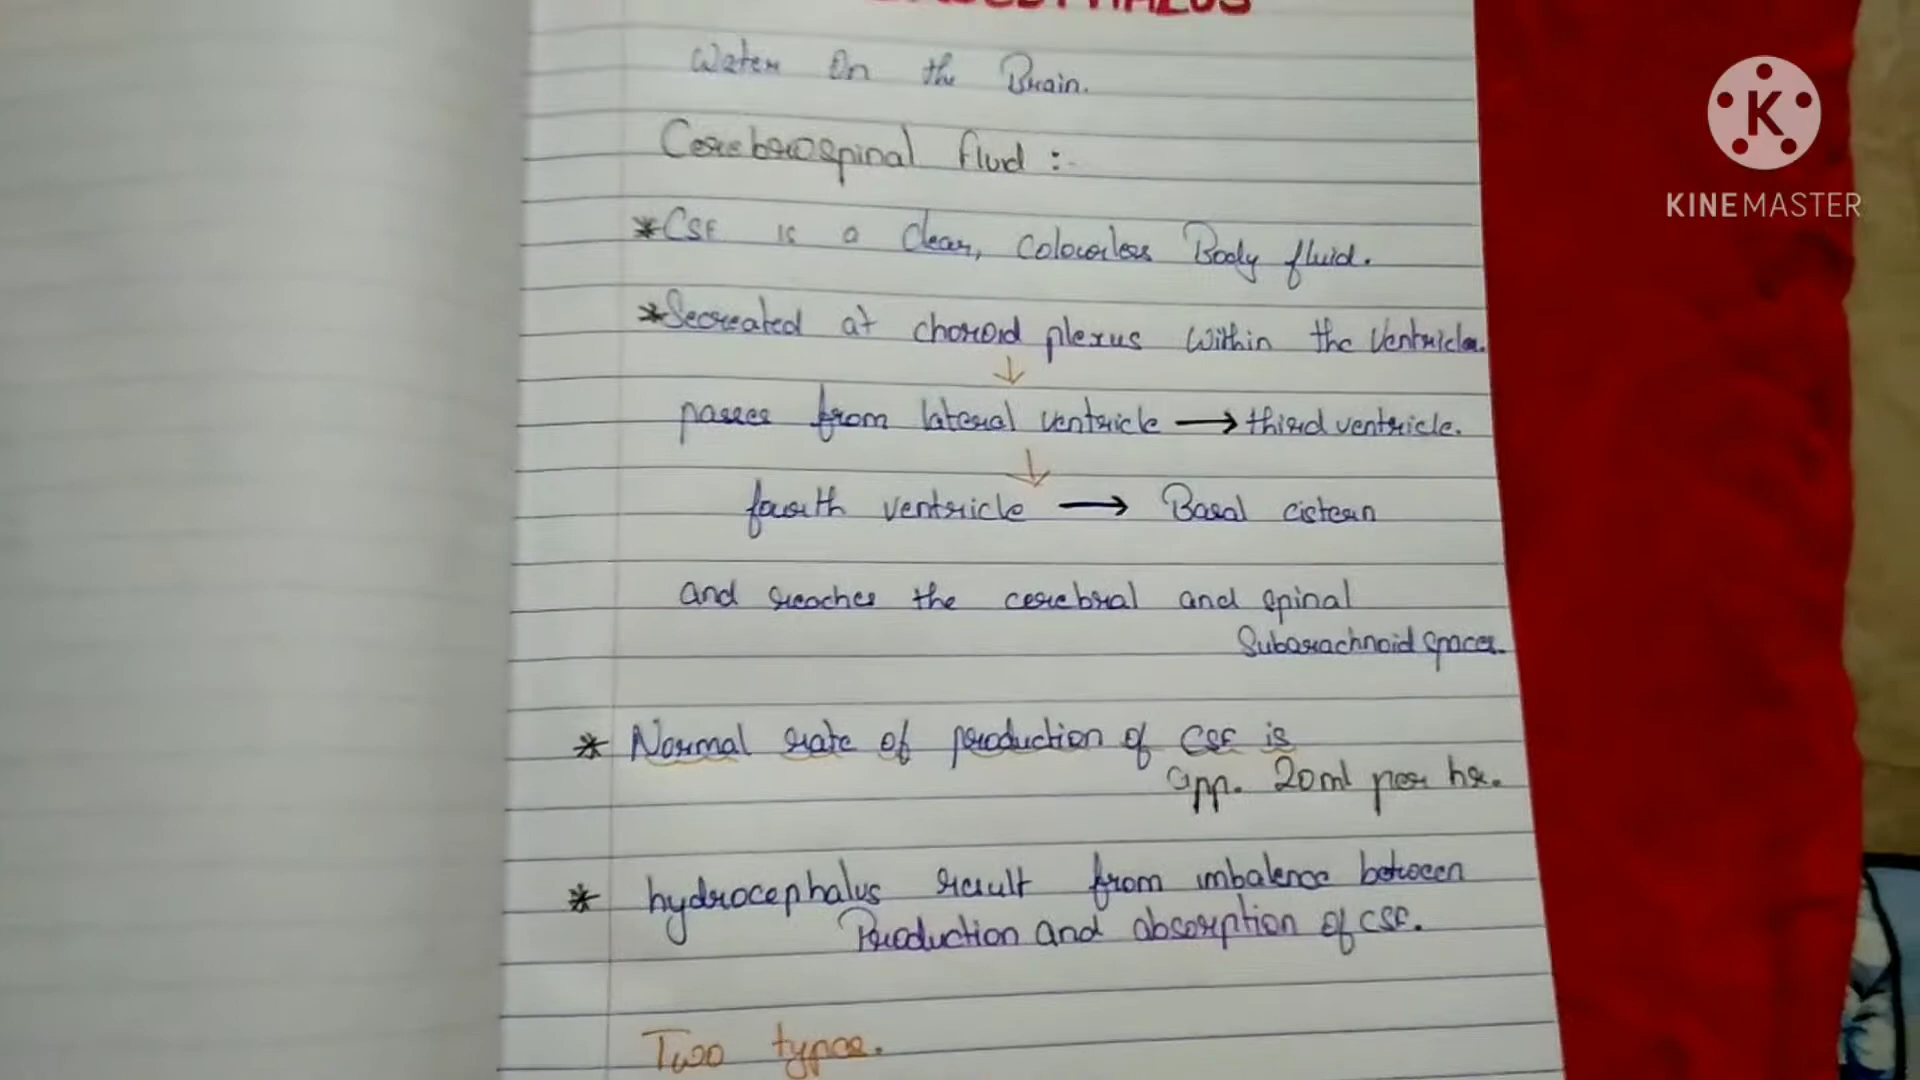 Water On the Brain.
Cerebrospinal fluid :-
*CSF is a Clear, Colourless Body fluid.
*Secreated at choroid plexus Within the Ventricles.
↓
passes from lateral ventricle → third ventricle.
↓
fourth ventricle → Basal cistern
and reaches the cerebral and spinal
Subarachnoid spaces.
* Normal rate of production of CSF is
app. 20ml per hr.
* hydrocephalus result from imbalence between
Production and absorption of CSF.
Two types.
K
KINEMASTER